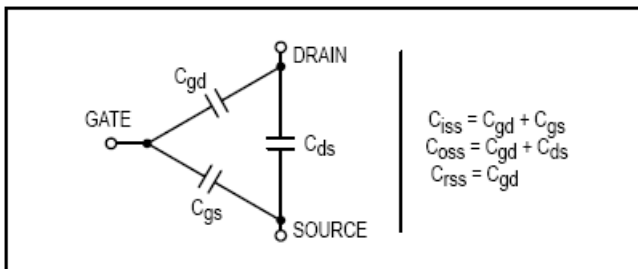 DRAIN
Cgd
GATE
Cds
Cgs
SOURCE
Ciss = Cgd + Cgs
Coss = Cgd + Cds
Crss = Cgd